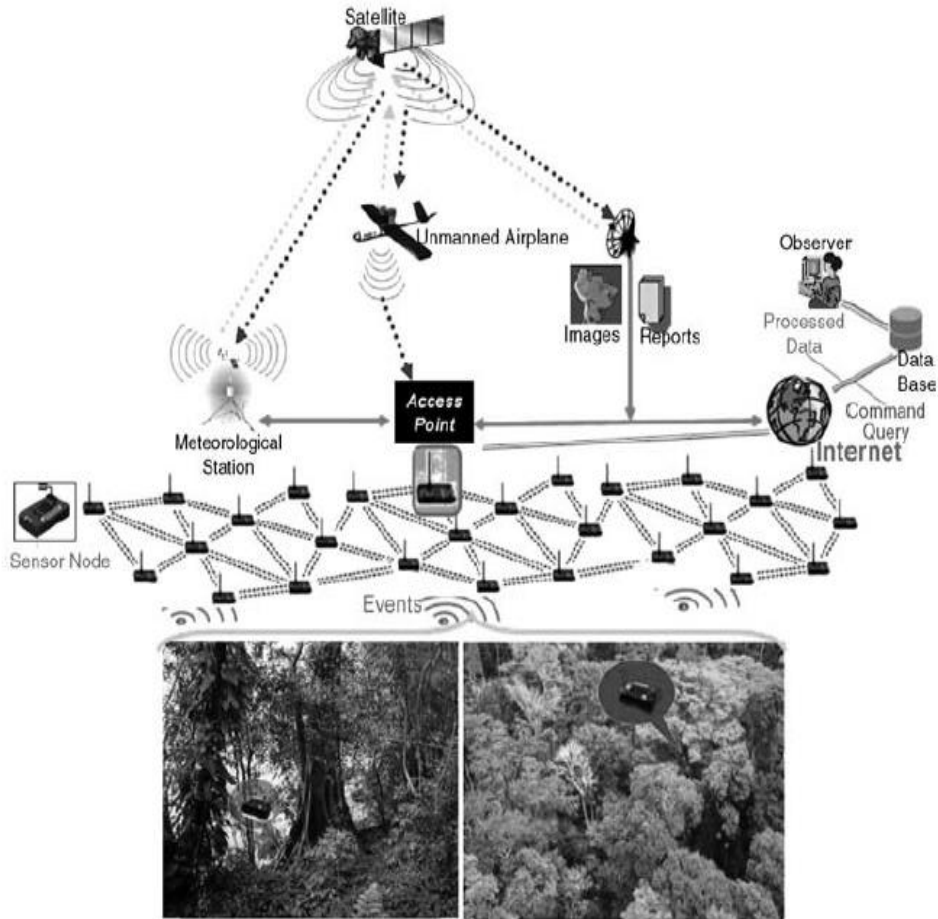 Satellite
Unmanned Airplane
Observer
Images
Reports
Processed
Data
Data
Base
Access
Point
Command
Query
Meteorological
Station
Internet
Sensor Node
Events